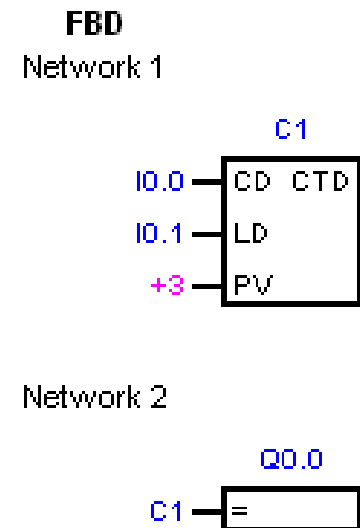 FBD
Network 1
C1
I0.0 CD CTD
I0.1 LD
+3 PV
Network 2
Q0.0
C1 =